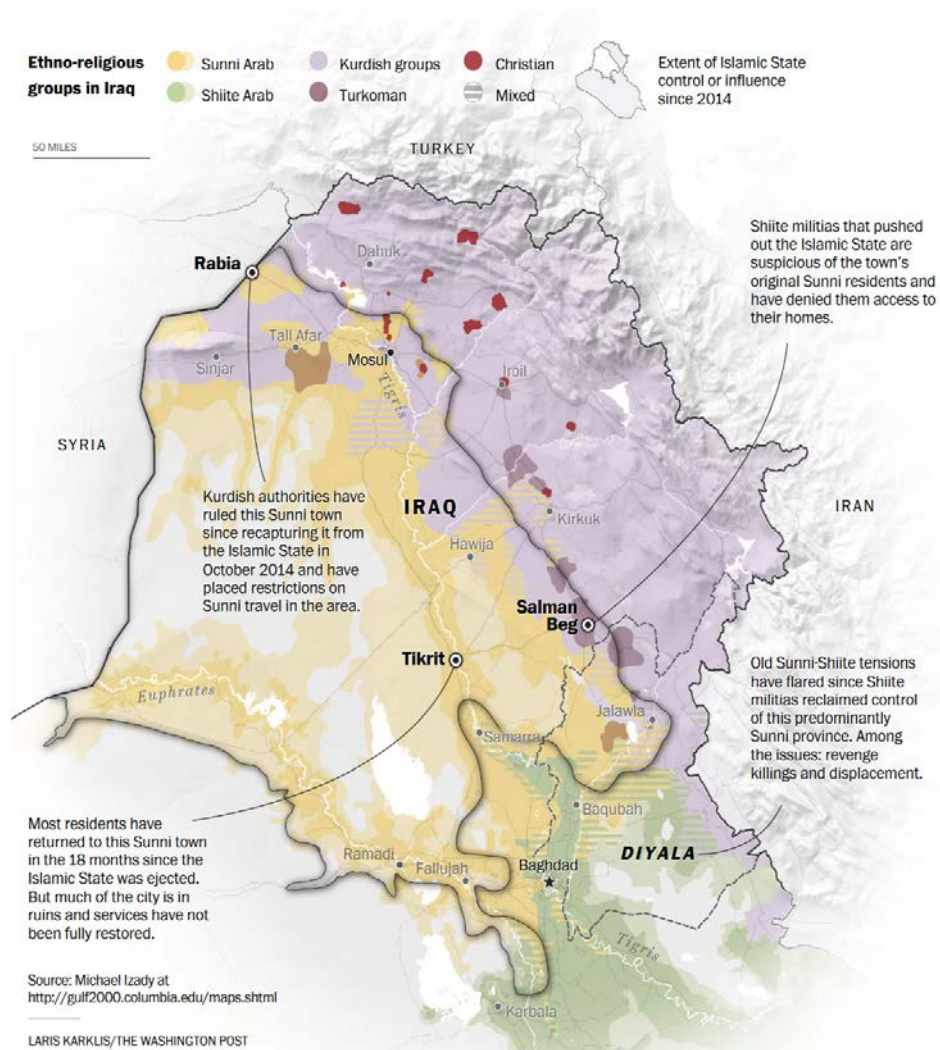 Ethno-religious
groups in Iraq
Sunni Arab
Shiite Arab
Kurdish groups
Turkoman
Christian
Mixed
Extent of Islamic State
control or influence
since 2014
50 MILES
TURKEY
Shiite militias that pushed
out the Islamic State are
suspicious of the town's
original Sunni residents and
have denied them access to
their homes.
Rabia
Dahuk
Tall Afar
Sinjar
Mosul
Tigris
Irbil
SYRIA
IRAN
Kurdish authorities have
ruled this Sunni town
since recapturing it from
the Islamic State in
October 2014 and have
placed restrictions on
Sunni travel in the area.
IRAQ
Kirkuk
Hawija
Salman
Beg
Tikrit
Euphrates
Jalawla
Samarra
Old Sunni-Shiite tensions
have flared since Shiite
militias reclaimed control
of this predominantly
Sunni province. Among
the issues: revenge
killings and displacement.
Baqubah
DIYALA
Most residents have
returned to this Sunni town
in the 18 months since the
Islamic State was ejected.
But much of the city is in
ruins and services have not
been fully restored.
Ramadi
Fallujah
Baghdad
Tigris
Karbala
Source: Michael Izady at
http://gulf2000.columbia.edu/maps.shtml
LARIS KARKLIS/THE WASHINGTON POST